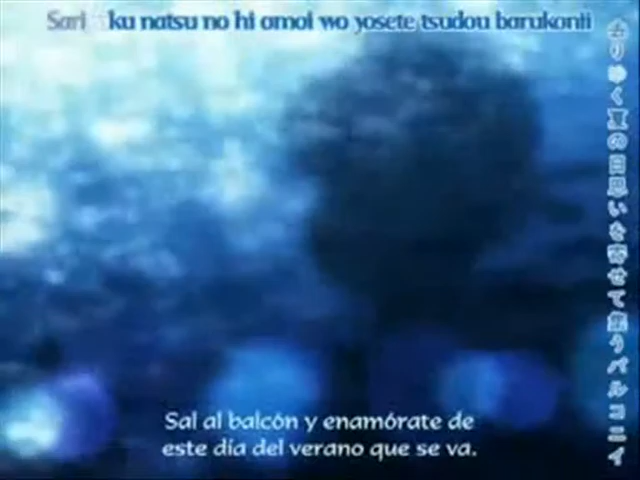 Sari ku natsu no hi omoi wo yosete tsudou barukonii
去りゆく夏の日思いを寄せて集うバルコニイ
Sal al balcón y enamórate de
este día del verano que se va.